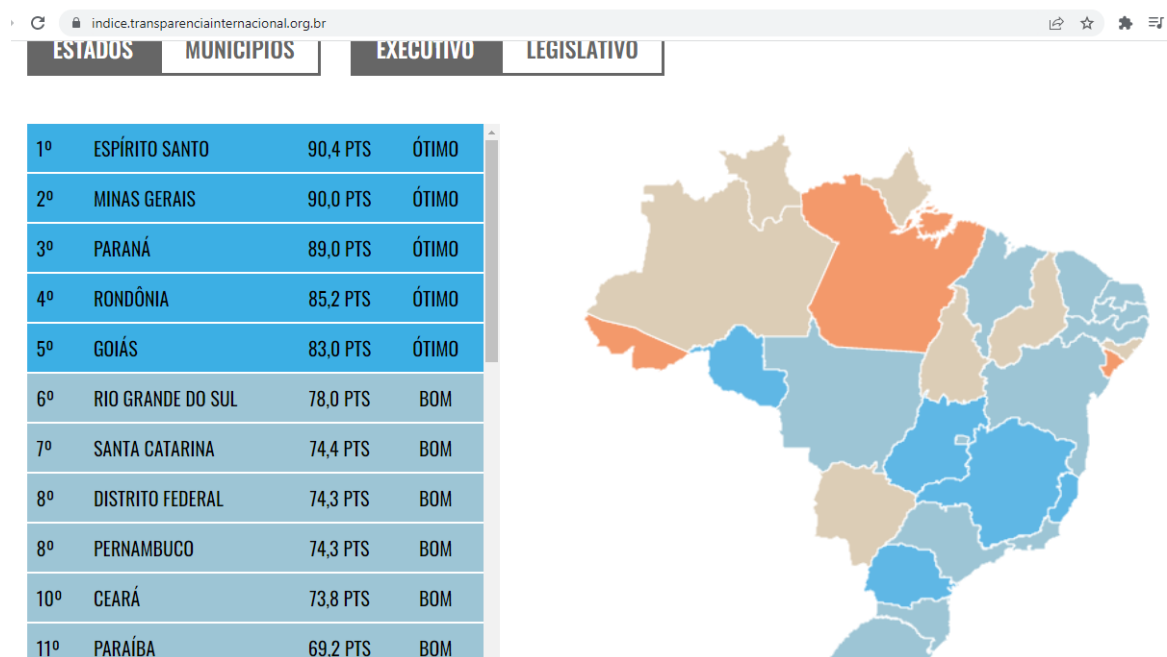 indice.transparenciainternacional.org.br
ESTADOS MUNICÍPIOS EXECUTIVO LEGISLATIVO
1º ESPÍRITO SANTO 90,4 PTS ÓTIMO
2º MINAS GERAIS 90,0 PTS ÓTIMO
3º PARANÁ 89,0 PTS ÓTIMO
4º RONDÔNIA 85,2 PTS ÓTIMO
5º GOIÁS 83,0 PTS ÓTIMO
6º RIO GRANDE DO SUL 78,0 PTS BOM
7º SANTA CATARINA 74,4 PTS BOM
8º DISTRITO FEDERAL 74,3 PTS BOM
8º PERNAMBUCO 74,3 PTS BOM
10º CEARÁ 73,8 PTS BOM
11º PARAÍBA 69,2 PTS BOM